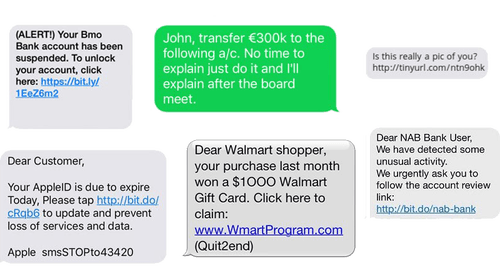 (ALERT!) Your Bmo
Bank account has been
suspended. To unlock
your account, click
here: https://bit.ly/
1EeZ6m2
John, transfer €300k to the
following a/c. No time to
explain just do it and I'll
explain after the board
meet.
Is this really a pic of you?
http://tinyurl.com/ntn9ohk
Dear Customer,
Your AppleID is due to expire
Today, Please tap http://bit.do/
cRqb6 to update and prevent
loss of services and data.
Apple smsSTOPto43420
Dear Walmart shopper,
your purchase last month
won a $1000 Walmart
Gift Card. Click here to
claim:
www.WmartProgram.com
(Quit2end)
Dear NAB Bank User,
We have detected some
unusual activity.
We urgently ask you to
follow the account review
link:
http://bit.do/nab-bank